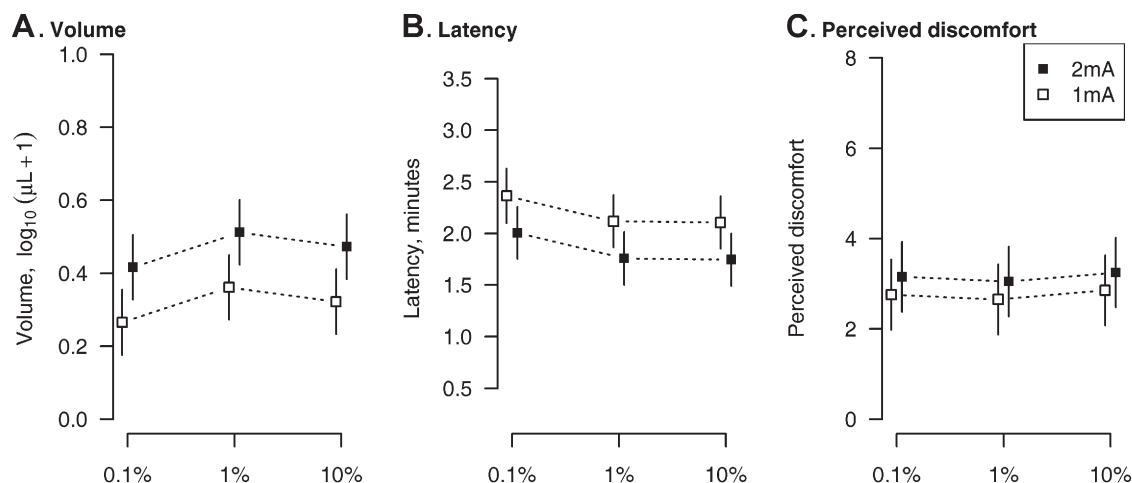 A. Volume
1.0
0.8
0.6
0.4
0.2
0.0
Volume, log10 (μL + 1)
0.1% 1% 10%
B. Latency
3.5
3.0
2.5
2.0
1.5
1.0
0.5
Latency, minutes
0.1% 1% 10%
C. Perceived discomfort
2mA
1mA
8
6
4
2
0
Perceived discomfort
0.1% 1% 10%